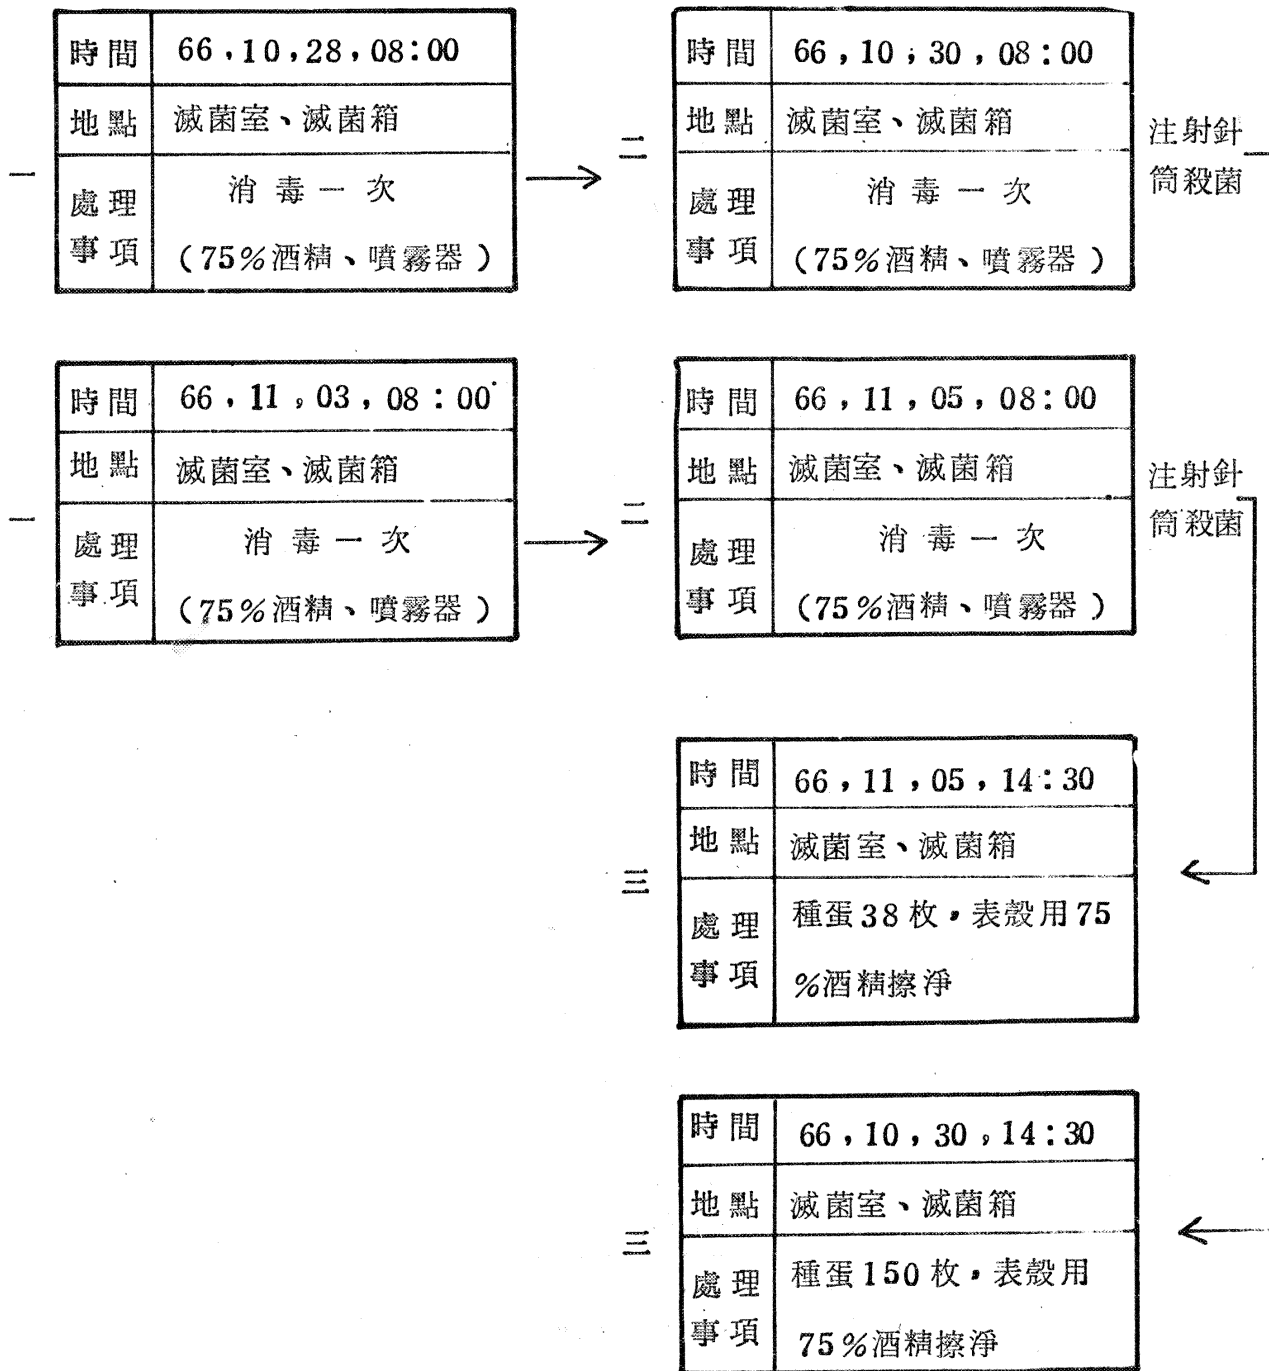 一
時間 66,10,28,08:00
地點 滅菌室、滅菌箱
處理事項 消毒一次
(75%酒精、噴霧器)
二
時間 66,10,30,08:00
地點 滅菌室、滅菌箱
處理事項 消毒一次
(75%酒精、噴霧器)
注射針
筒殺菌
一
時間 66,11,03,08:00
地點 滅菌室、滅菌箱
處理事項 消毒一次
(75%酒精、噴霧器)
二
時間 66,11,05,08:00
地點 滅菌室、滅菌箱
處理事項 消毒一次
(75%酒精、噴霧器)
注射針
筒殺菌
三
時間 66,11,05,14:30
地點 滅菌室、滅菌箱
處理事項 種蛋38枚,表殼用75
%酒精擦淨
三
時間 66,10,30,14:30
地點 滅菌室、滅菌箱
處理事項 種蛋150枚,表殼用
75%酒精擦淨